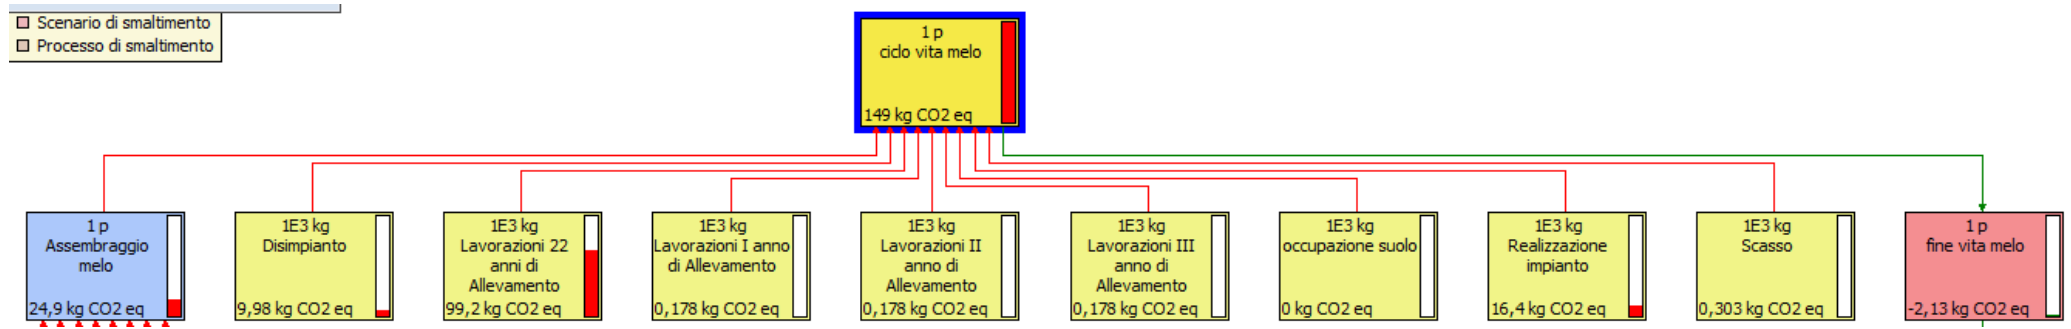 Scenario di smaltimento
Processo di smaltimento
1 p
ciclo vita melo
149 kg CO2 eq
1 p
Assembraggio
melo
24,9 kg CO2 eq
1E3 kg
Disimpianto
9,98 kg CO2 eq
1E3 kg
Lavorazioni 22
anni di
Allevamento
99,2 kg CO2 eq
1E3 kg
Lavorazioni I anno
di Allevamento
0,178 kg CO2 eq
1E3 kg
Lavorazioni II
anno di
Allevamento
0,178 kg CO2 eq
1E3 kg
Lavorazioni III
anno di
Allevamento
0,178 kg CO2 eq
1E3 kg
occupazione suolo
0 kg CO2 eq
1E3 kg
Realizzazione
impianto
16,4 kg CO2 eq
1E3 kg
Scasso
0,303 kg CO2 eq
1 p
fine vita melo
-2,13 kg CO2 eq